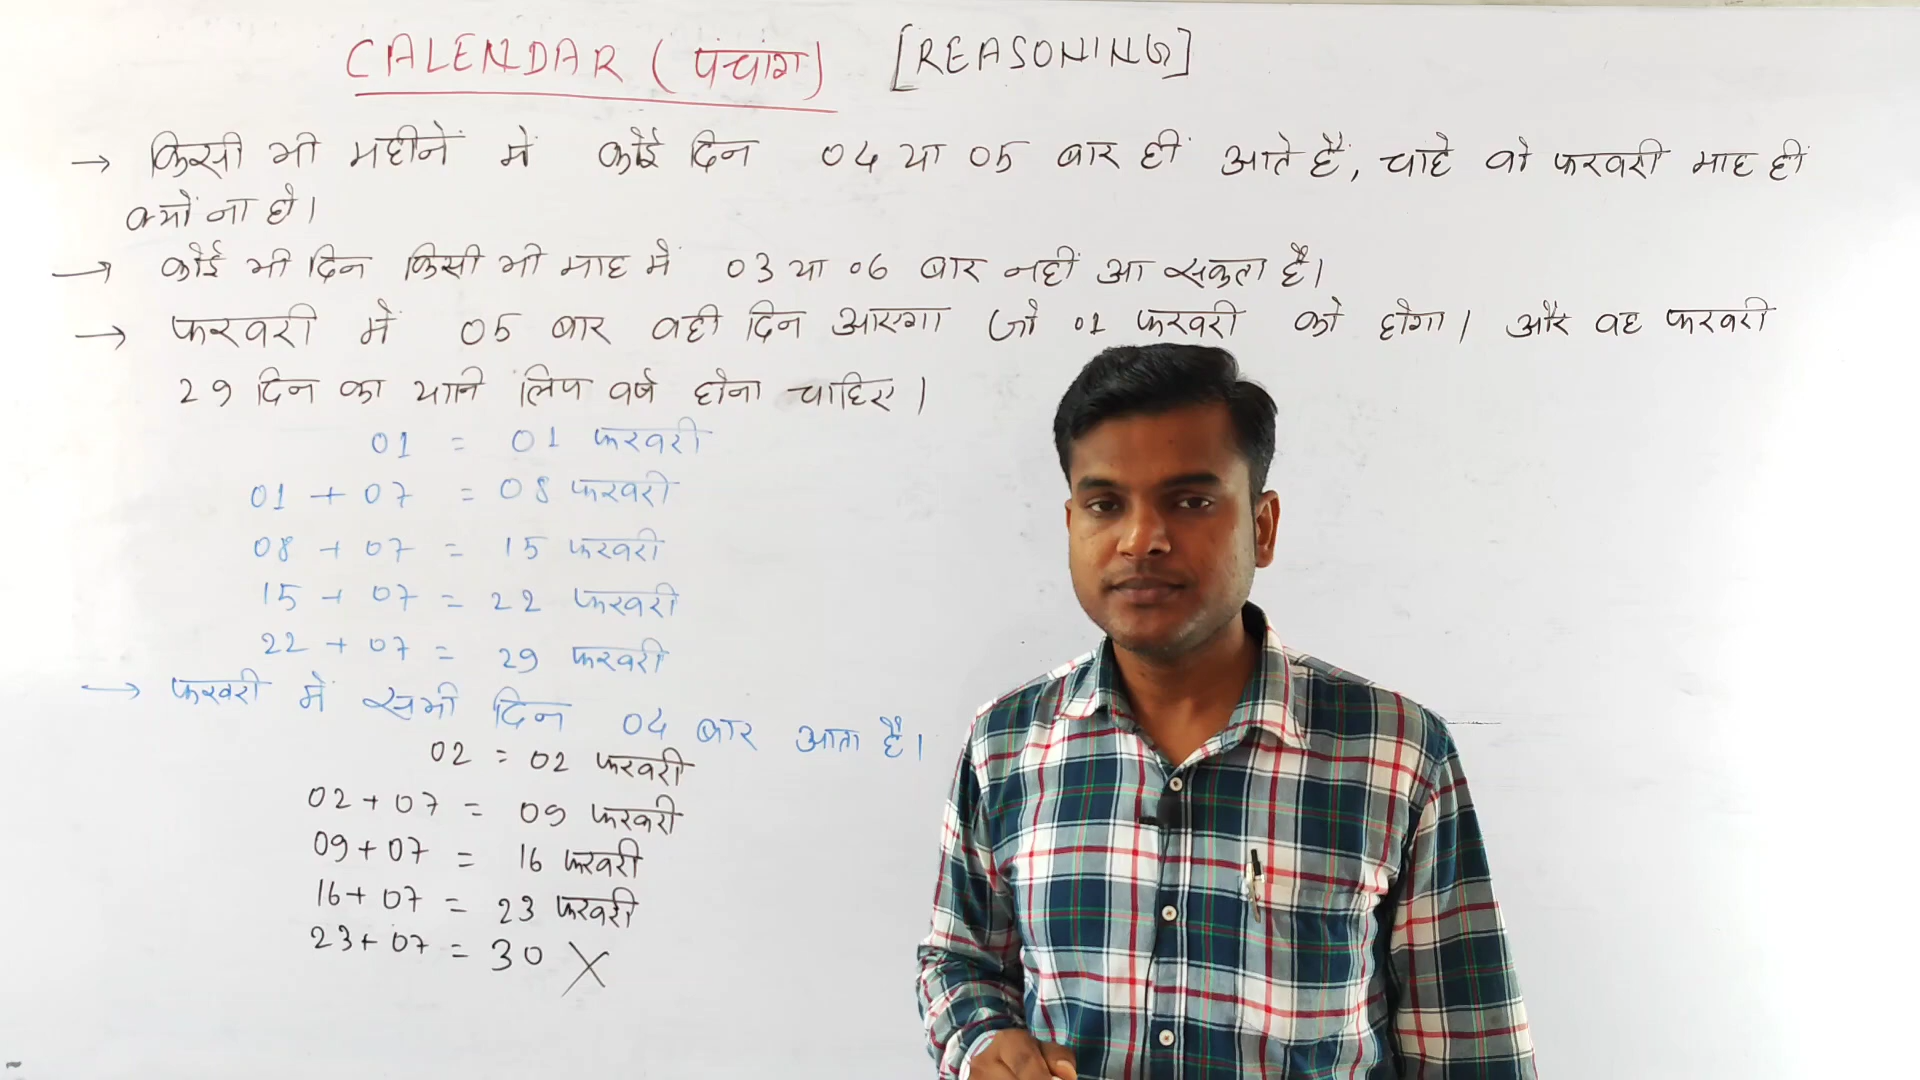 CALENDAR (पंचांग) [REASONING]
→ किसी भी महीने में कोई दिन 04 या 05 बार हीं आते हैं, चाहे वो फरवरी माह हीं
क्यों ना हो।
→ कोई भी दिन किसी भी माह में 03 या 06 बार नहीं आ सकता है।
→ फरवरी में 05 बार वही दिन आएगा जो 01 फरवरी को होगा। और वह फरवरी
29 दिन का यानि लिप वर्ष होना चाहिए।
01 = 01 फरवरी
01 + 07 = 08 फरवरी
08 + 07 = 15 फरवरी
15 + 07 = 22 फरवरी
22 + 07 = 29 फरवरी
→ फरवरी में सभी दिन 04 बार आता है।
02 = 02 फरवरी
02 + 07 = 09 फरवरी
09 + 07 = 16 फरवरी
16 + 07 = 23 फरवरी
23 + 07 = 30 X